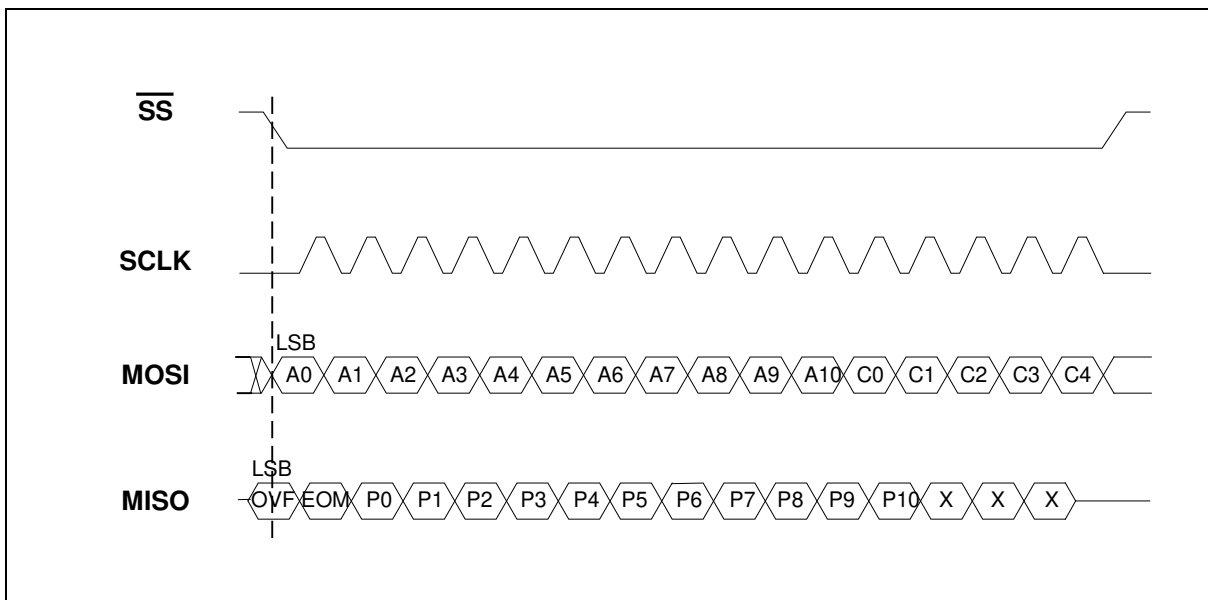 SS
SCLK
LSB
MOSI A0 A1 A2 A3 A4 A5 A6 A7 A8 A9 A10 C0 C1 C2 C3 C4
LSB
MISO OVF EOM P0 P1 P2 P3 P4 P5 P6 P7 P8 P9 P10 X X X